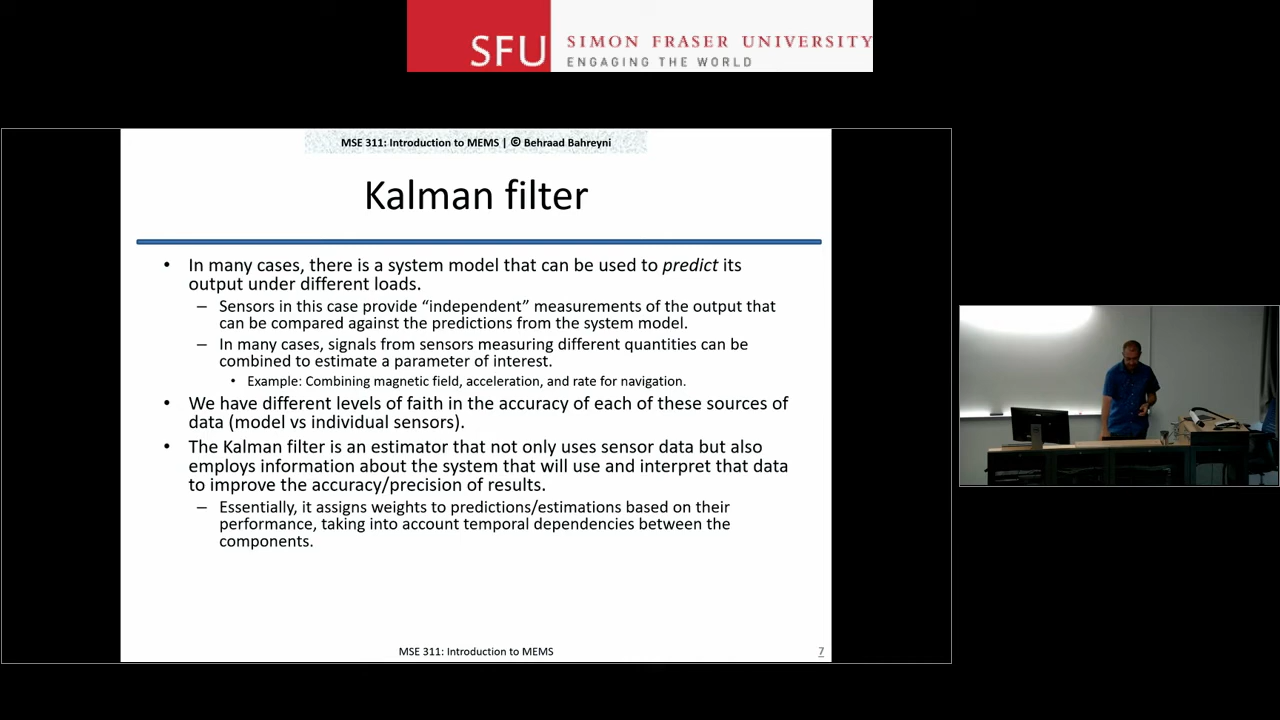 SFU SIMON FRASER UNIVERSITY
ENGAGING THE WORLD
MSE 311: Introduction to MEMS | © Behraad Bahreyni
Kalman filter
• In many cases, there is a system model that can be used to predict its
output under different loads.
– Sensors in this case provide “independent” measurements of the output that
can be compared against the predictions from the system model.
– In many cases, signals from sensors measuring different quantities can be
combined to estimate a parameter of interest.
• Example: Combining magnetic field, acceleration, and rate for navigation.
• We have different levels of faith in the accuracy of each of these sources of
data (model vs individual sensors).
• The Kalman filter is an estimator that not only uses sensor data but also
employs information about the system that will use and interpret that data
to improve the accuracy/precision of results.
– Essentially, it assigns weights to predictions/estimations based on their
performance, taking into account temporal dependencies between the
components.
MSE 311: Introduction to MEMS
7